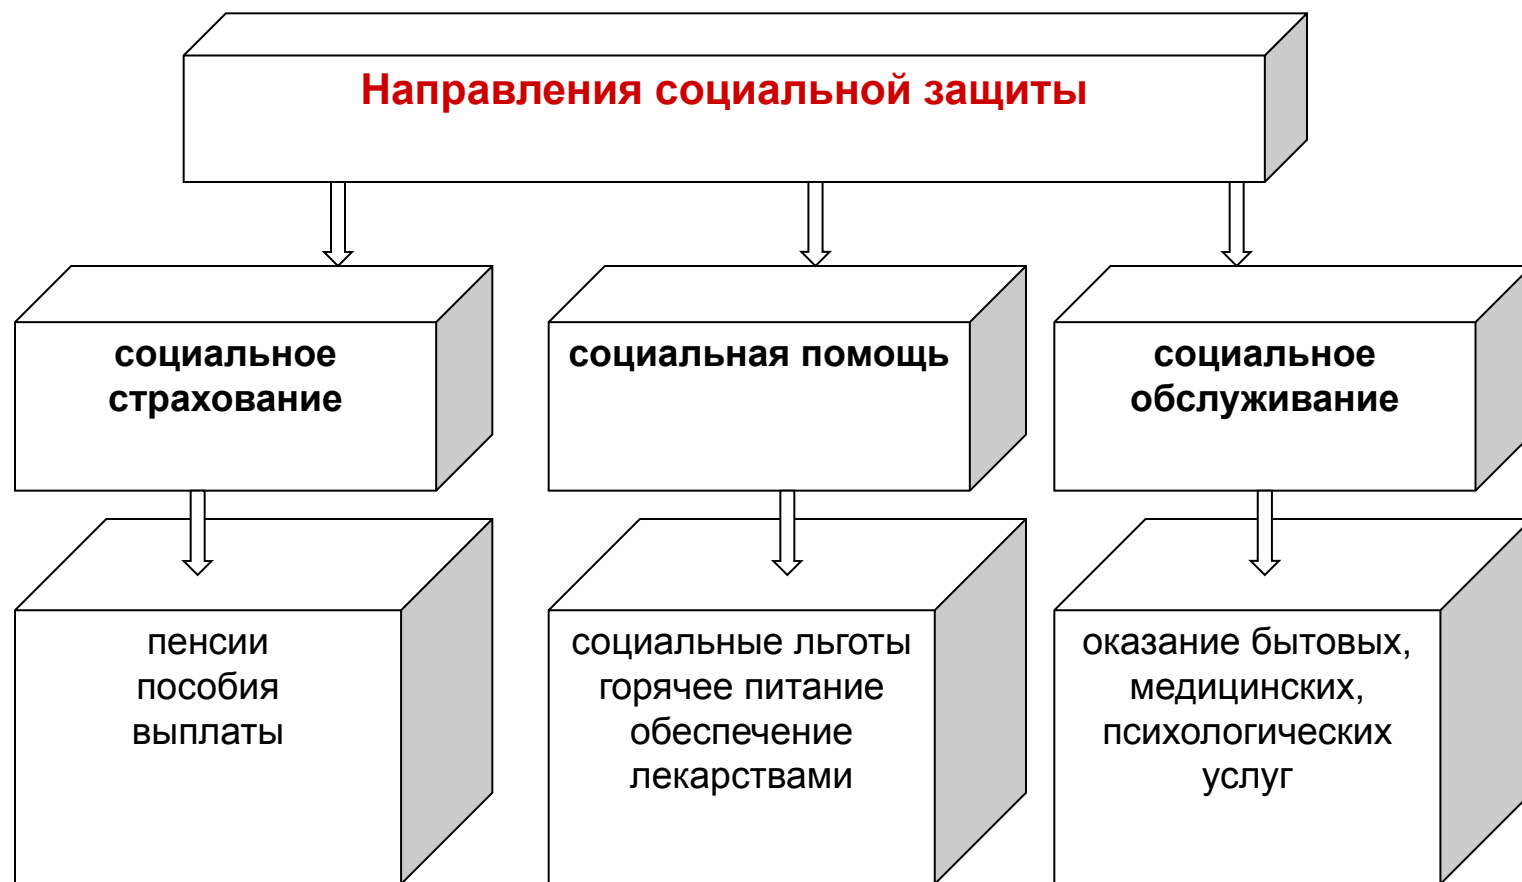 Направления социальной защиты
социальное
страхование
социальная помощь
социальное
обслуживание
пенсии
пособия
выплаты
социальные льготы
горячее питание
обеспечение
лекарствами
оказание бытовых,
медицинских,
психологических
услуг